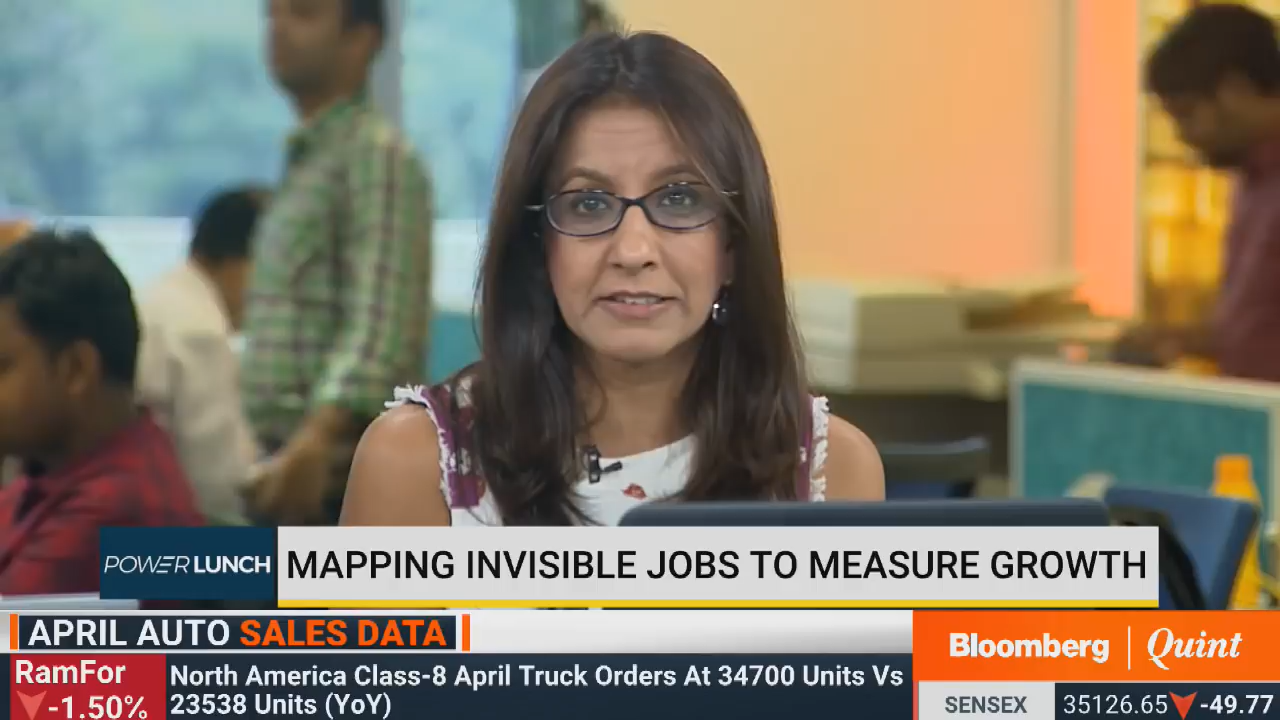 POWER LUNCH
MAPPING INVISIBLE JOBS TO MEASURE GROWTH
APRIL AUTO SALES DATA
Bloomberg | Quint
RamFor
-1.50%
North America Class-8 April Truck Orders At 34700 Units Vs
23538 Units (YoY)
SENSEX 35126.65 -49.77